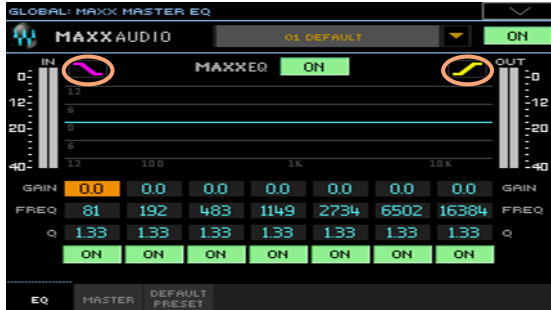 GLOBAL: MAXX MASTER EQ
MAXXAUDIO 01 DEFAULT ON
IN MAXXEQ ON OUT
0 0
12 12 12
6
20 0 20
6
40 12 100 1K 10K 40
GAIN 0.0 0.0 0.0 0.0 0.0 0.0 0.0 GAIN
FREQ 81 192 483 1149 2734 6502 16384 FREQ
Q 1.33 1.33 1.33 1.33 1.33 1.33 1.33 Q
ON ON ON ON ON ON ON
EQ MASTER DEFAULT PRESET